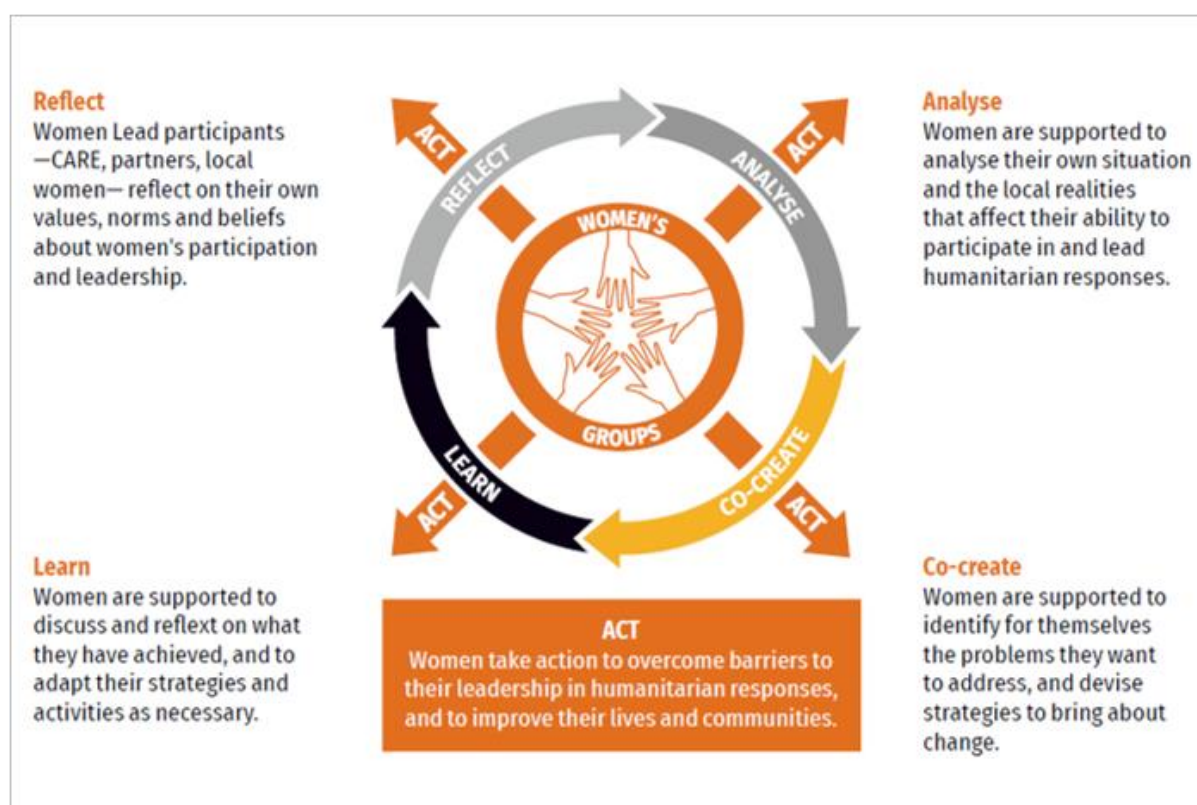 Reflect
Women Lead participants
—CARE, partners, local
women— reflect on their own
values, norms and beliefs
about women's participation
and leadership.
ACT
REFLECT
ANALYSE
ACT
WOMEN'S
GROUPS
LEARN
CO-CREATE
ACT
ACT
Analyse
Women are supported to
analyse their own situation
and the local realities
that affect their ability to
participate in and lead
humanitarian responses.
Learn
Women are supported to
discuss and reflext on what
they have achieved, and to
adapt their strategies and
activities as necessary.
ACT
Women take action to overcome barriers to
their leadership in humanitarian responses,
and to improve their lives and communities.
Co-create
Women are supported to
identify for themselves
the problems they want
to address, and devise
strategies to bring about
change.